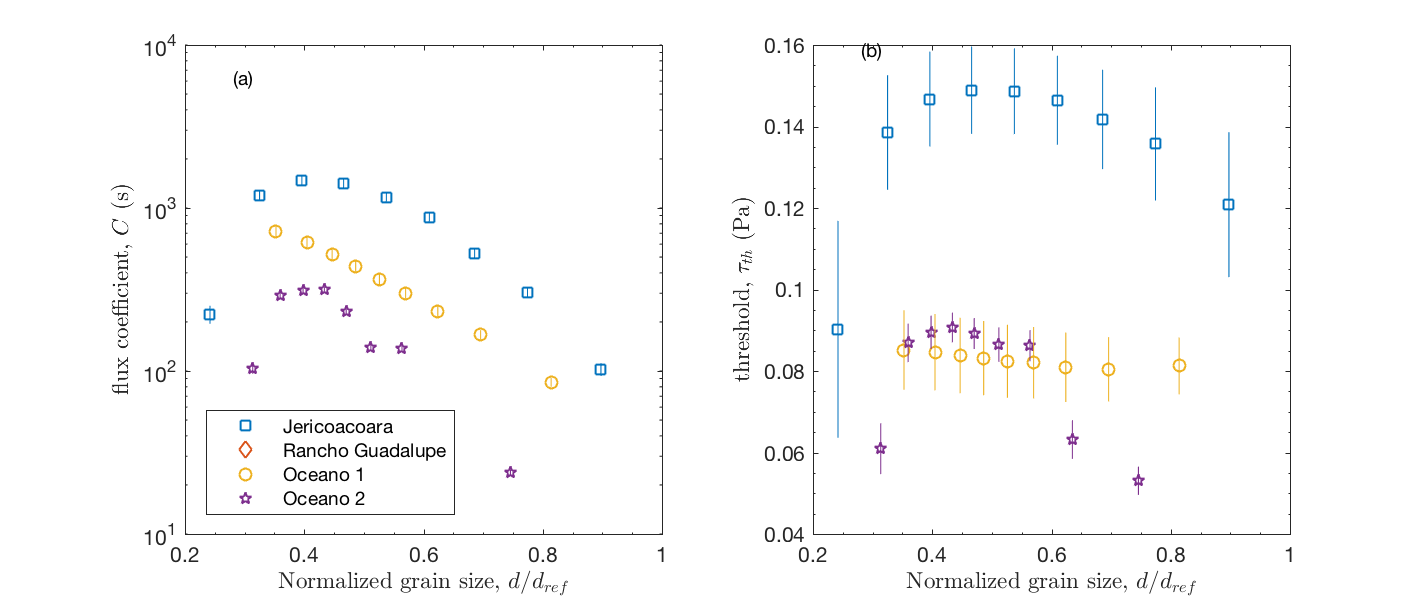 (a)
10^4
10^3
10^2
10^1
flux coefficient, C (s)
Jericoacoara
Rancho Guadalupe
Oceano 1
Oceano 2
0.2 0.4 0.6 0.8 1
Normalized grain size, d/d_ref
(b)
0.16
0.14
0.12
0.1
0.08
0.06
0.04
threshold, τ_th (Pa)
0.2 0.4 0.6 0.8 1
Normalized grain size, d/d_ref